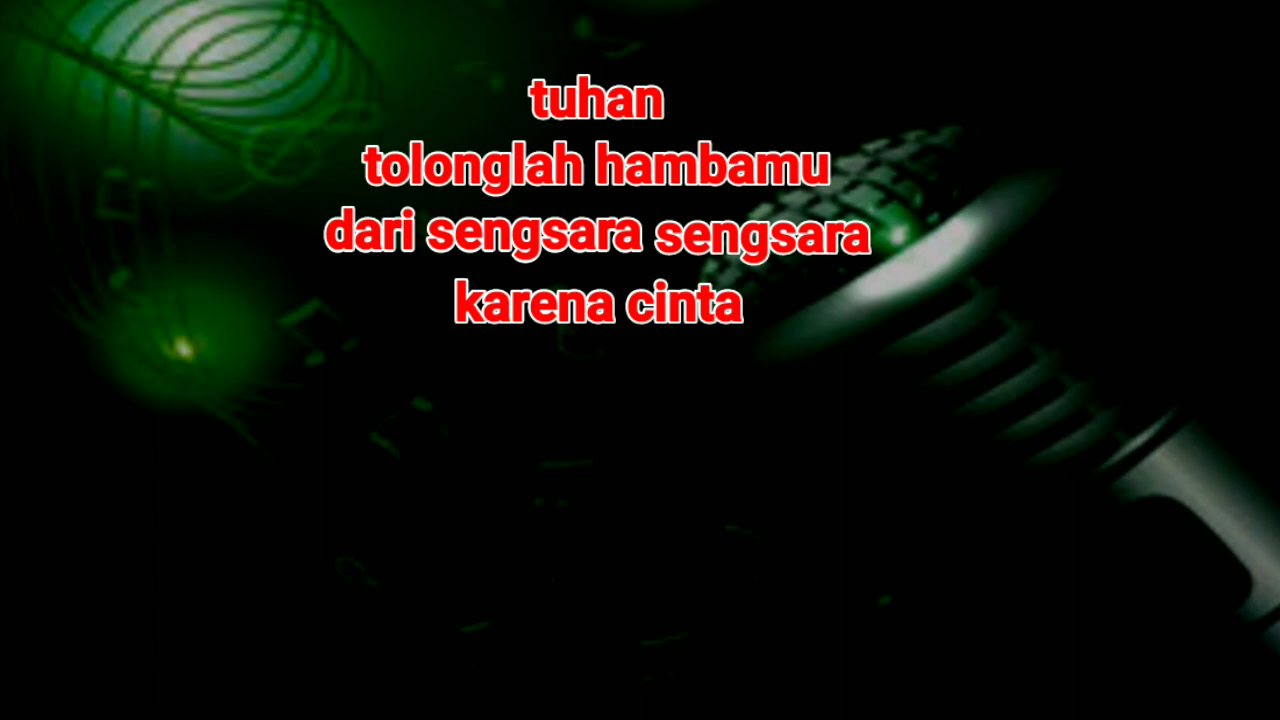 tuhan
tolonglah hambamu
dari sengsara sengsara
karena cinta